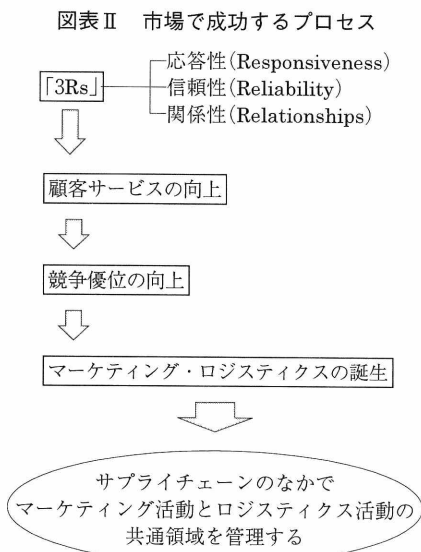 図表Ⅱ 市場で成功するプロセス
応答性(Responsiveness)
「3Rs」
信頼性(Reliability)
関係性(Relationships)
顧客サービスの向上
競争優位の向上
マーケティング・ロジスティクスの誕生
サプライチェーンのなかで
マーケティング活動とロジスティクス活動の
共通領域を管理する